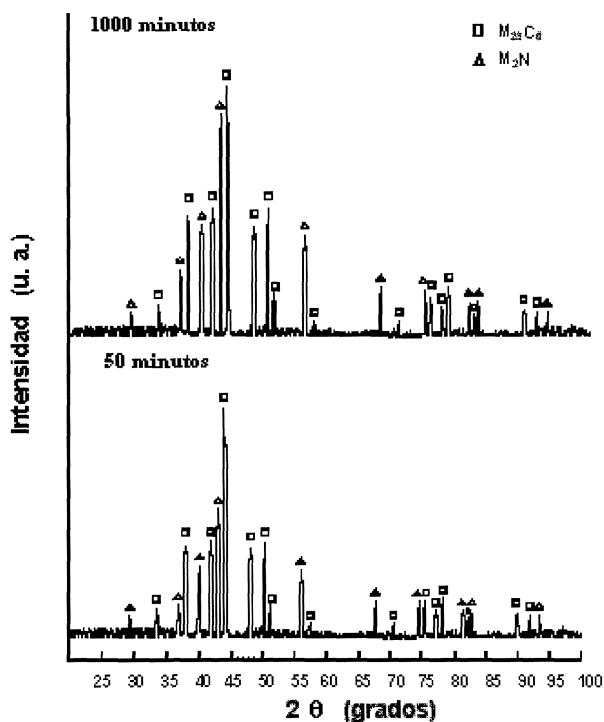 1000 minutos
M₂₃C₆
M₂N
50 minutos
Intensidad (u. a.)
25 30 35 40 45 50 55 60 65 70 75 80 85 90 95 100
2 θ (grados)